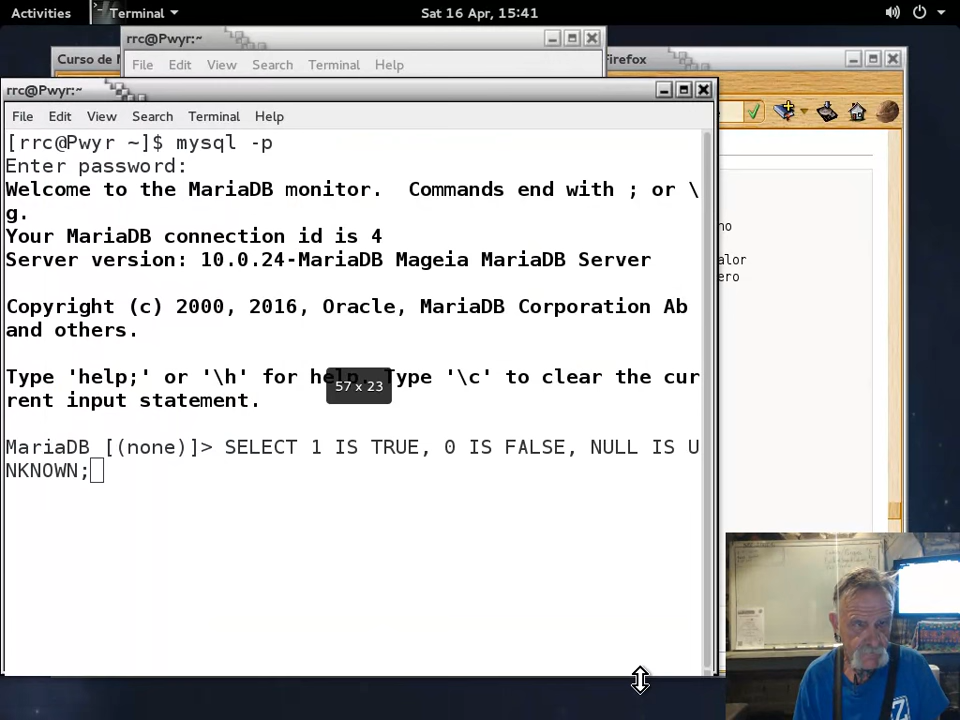 Activities
Terminal
Sat 16 Apr, 15:41
rrc@Pwyr:~
File Edit View Search Terminal Help
Curso de
Firefox
rrc@Pwyr:~
File Edit View Search Terminal Help
[rrc@Pwyr ~]$ mysql -p
Enter password:
Welcome to the MariaDB monitor.  Commands end with ; or \
g.
Your MariaDB connection id is 4
Server version: 10.0.24-MariaDB Mageia MariaDB Server
Copyright (c) 2000, 2016, Oracle, MariaDB Corporation Ab
and others.
Type 'help;' or '\h' for help. Type '\c' to clear the cur
rent input statement.
57 x 23
MariaDB [(none)]> SELECT 1 IS TRUE, 0 IS FALSE, NULL IS U
NKNOWN;
no
alor
ero